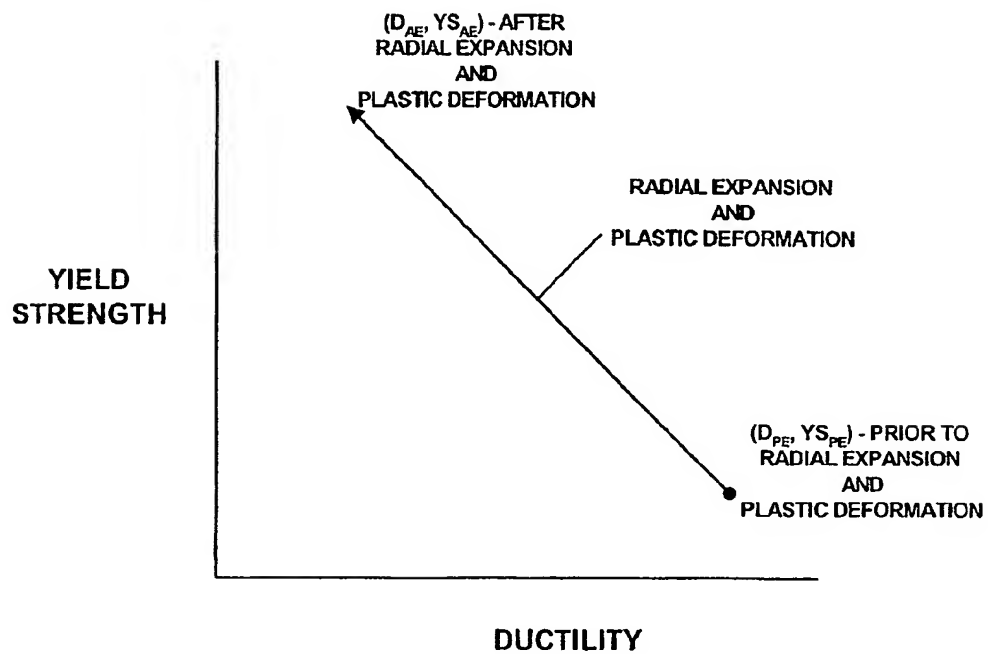 (D_AE, YS_AE) - AFTER
RADIAL EXPANSION
AND
PLASTIC DEFORMATION
RADIAL EXPANSION
AND
PLASTIC DEFORMATION
YIELD
STRENGTH
(D_PE, YS_PE) - PRIOR TO
RADIAL EXPANSION
AND
PLASTIC DEFORMATION
DUCTILITY